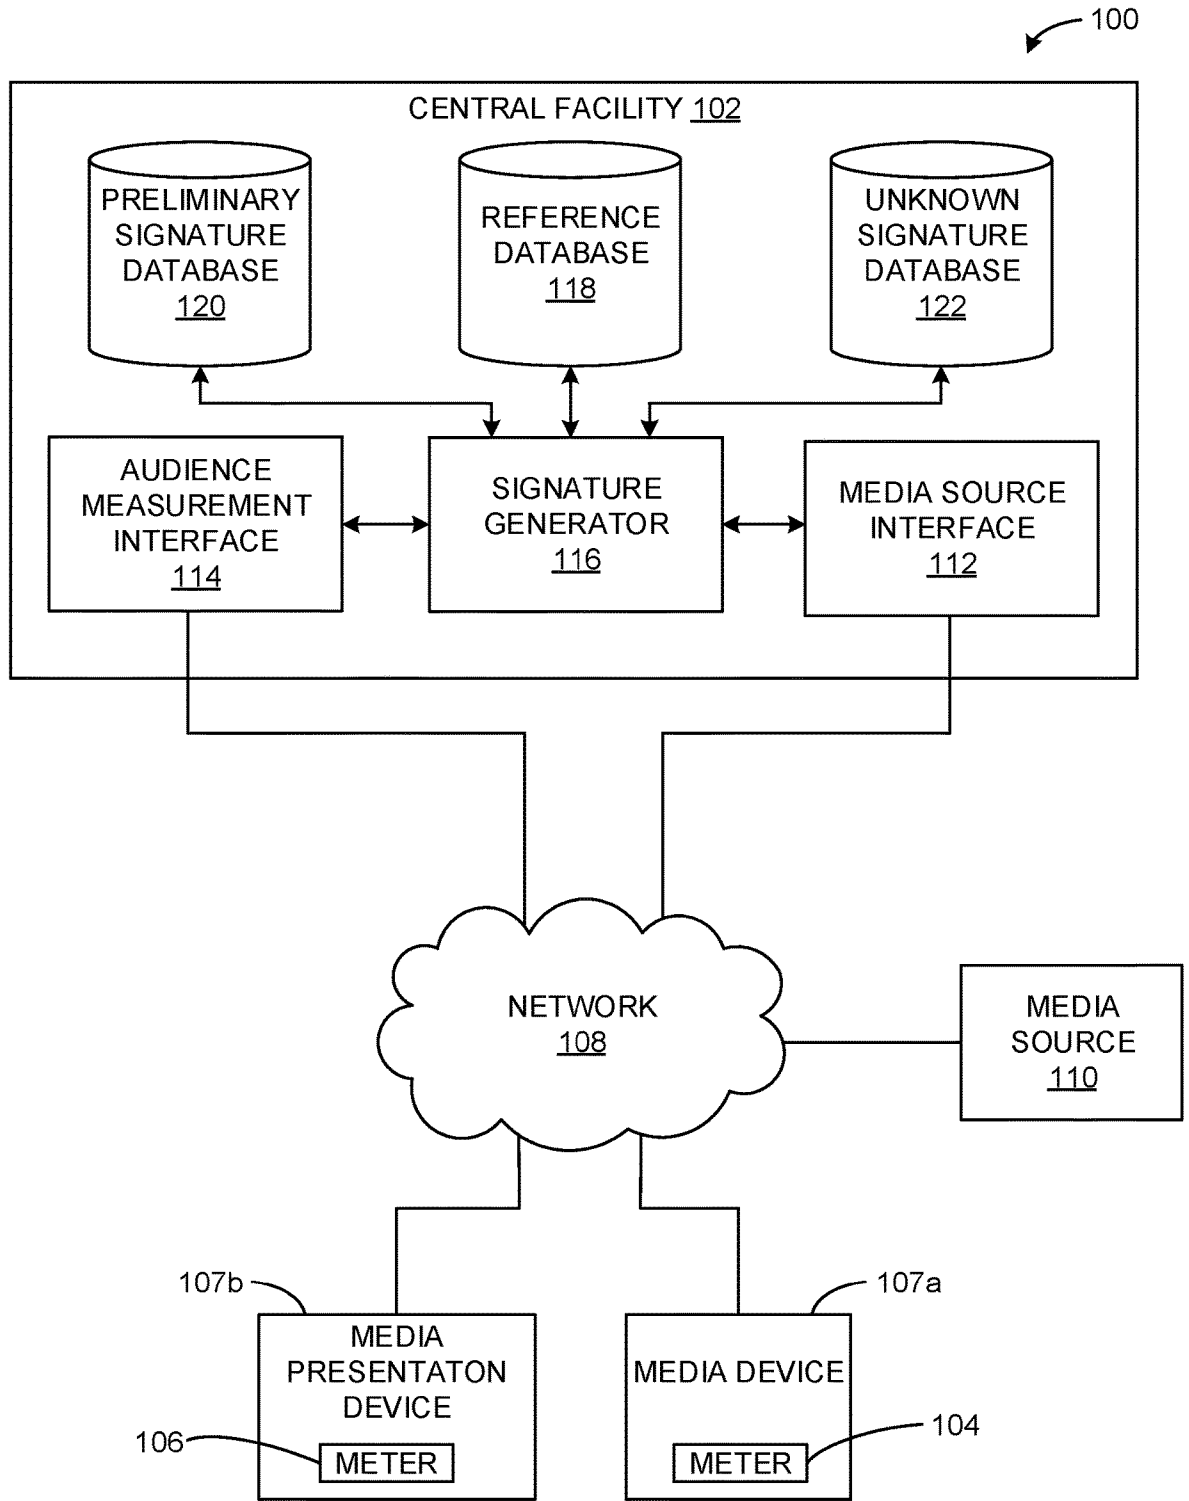 100
CENTRAL FACILITY 102
PRELIMINARY
SIGNATURE
DATABASE
120
REFERENCE
DATABASE
118
UNKNOWN
SIGNATURE
DATABASE
122
AUDIENCE
MEASUREMENT
INTERFACE
114
SIGNATURE
GENERATOR
116
MEDIA SOURCE
INTERFACE
112
NETWORK
108
MEDIA
SOURCE
110
107b
MEDIA
PRESENTATON
DEVICE
106
METER
107a
MEDIA DEVICE
104
METER